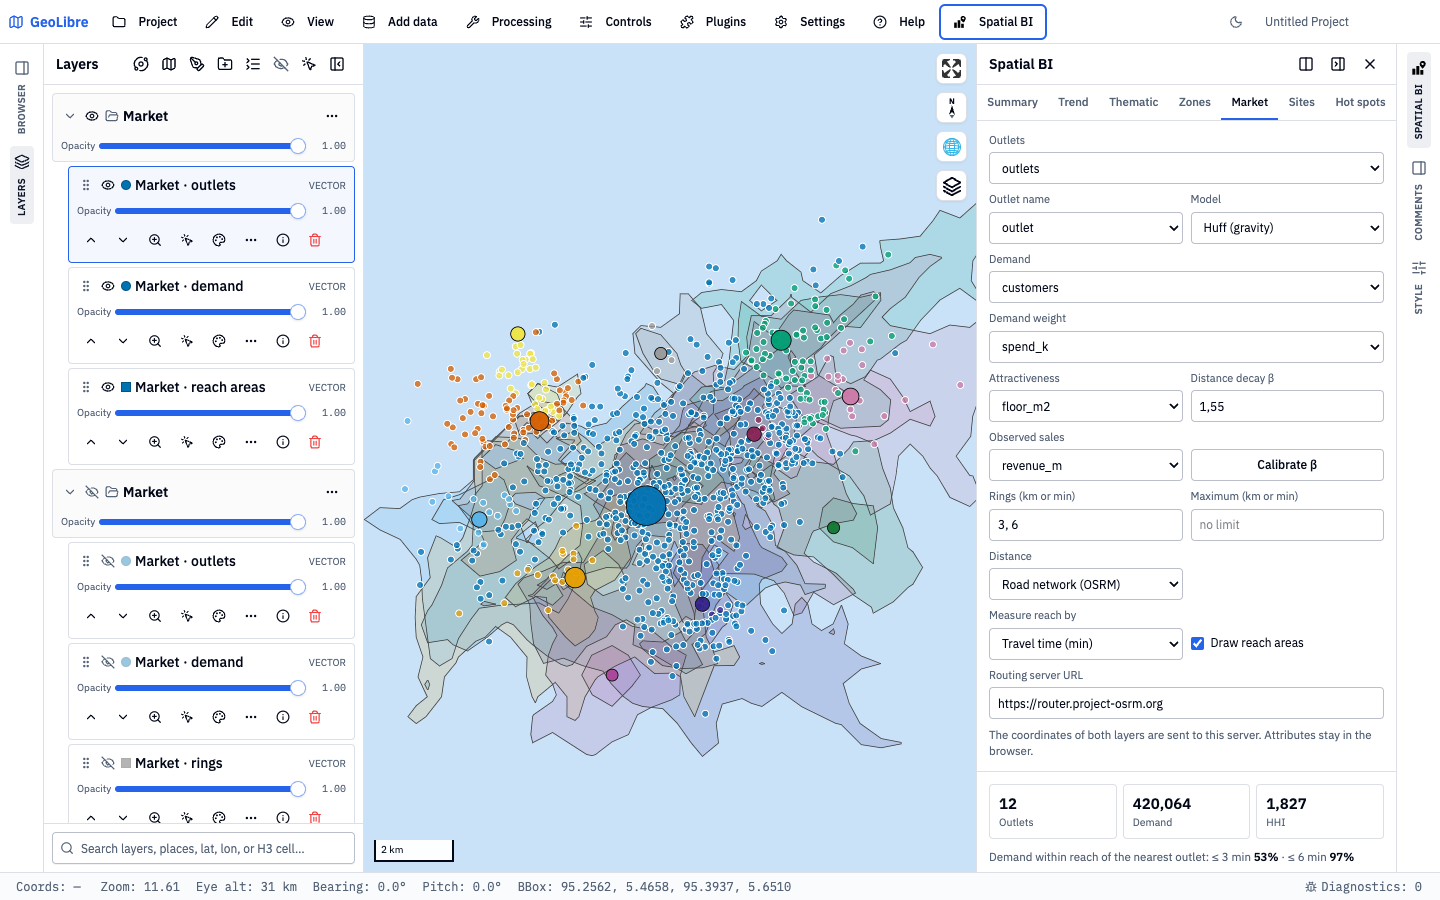 GeoLibre
Project
Edit
View
Add data
Processing
Controls
Plugins
Settings
Help
Spatial BI
Untitled Project
BROWSER
LAYERS
Layers
Market
Opacity 1.00
Market · outlets VECTOR
Opacity 1.00
Market · demand VECTOR
Opacity 1.00
Market · reach areas VECTOR
Opacity 1.00
Market
Opacity 1.00
Market · outlets VECTOR
Opacity 1.00
Market · demand VECTOR
Opacity 1.00
Market · rings VECTOR
Opacity 1.00
Search layers, places, lat, lon, or H3 cell...
N
2 km
Spatial BI
Summary Trend Thematic Zones Market Sites Hot spots
Outlets
outlets
Outlet name Model
outlet Huff (gravity)
Demand
customers
Demand weight
spend_k
Attractiveness Distance decay β
floor_m2 1,55
Observed sales
revenue_m Calibrate β
Rings (km or min) Maximum (km or min)
3, 6 no limit
Distance
Road network (OSRM)
Measure reach by
Travel time (min) Draw reach areas
Routing server URL
https://router.project-osrm.org
The coordinates of both layers are sent to this server. Attributes stay in the
browser.
12 420,064 1,827
Outlets Demand HHI
Demand within reach of the nearest outlet: ≤ 3 min 53% · ≤ 6 min 97%
SPATIAL BI
COMMENTS
STYLE
Coords: — Zoom: 11.61 Eye alt: 31 km Bearing: 0.0° Pitch: 0.0° BBox: 95.2562, 5.4658, 95.3937, 5.6510 Diagnostics: 0